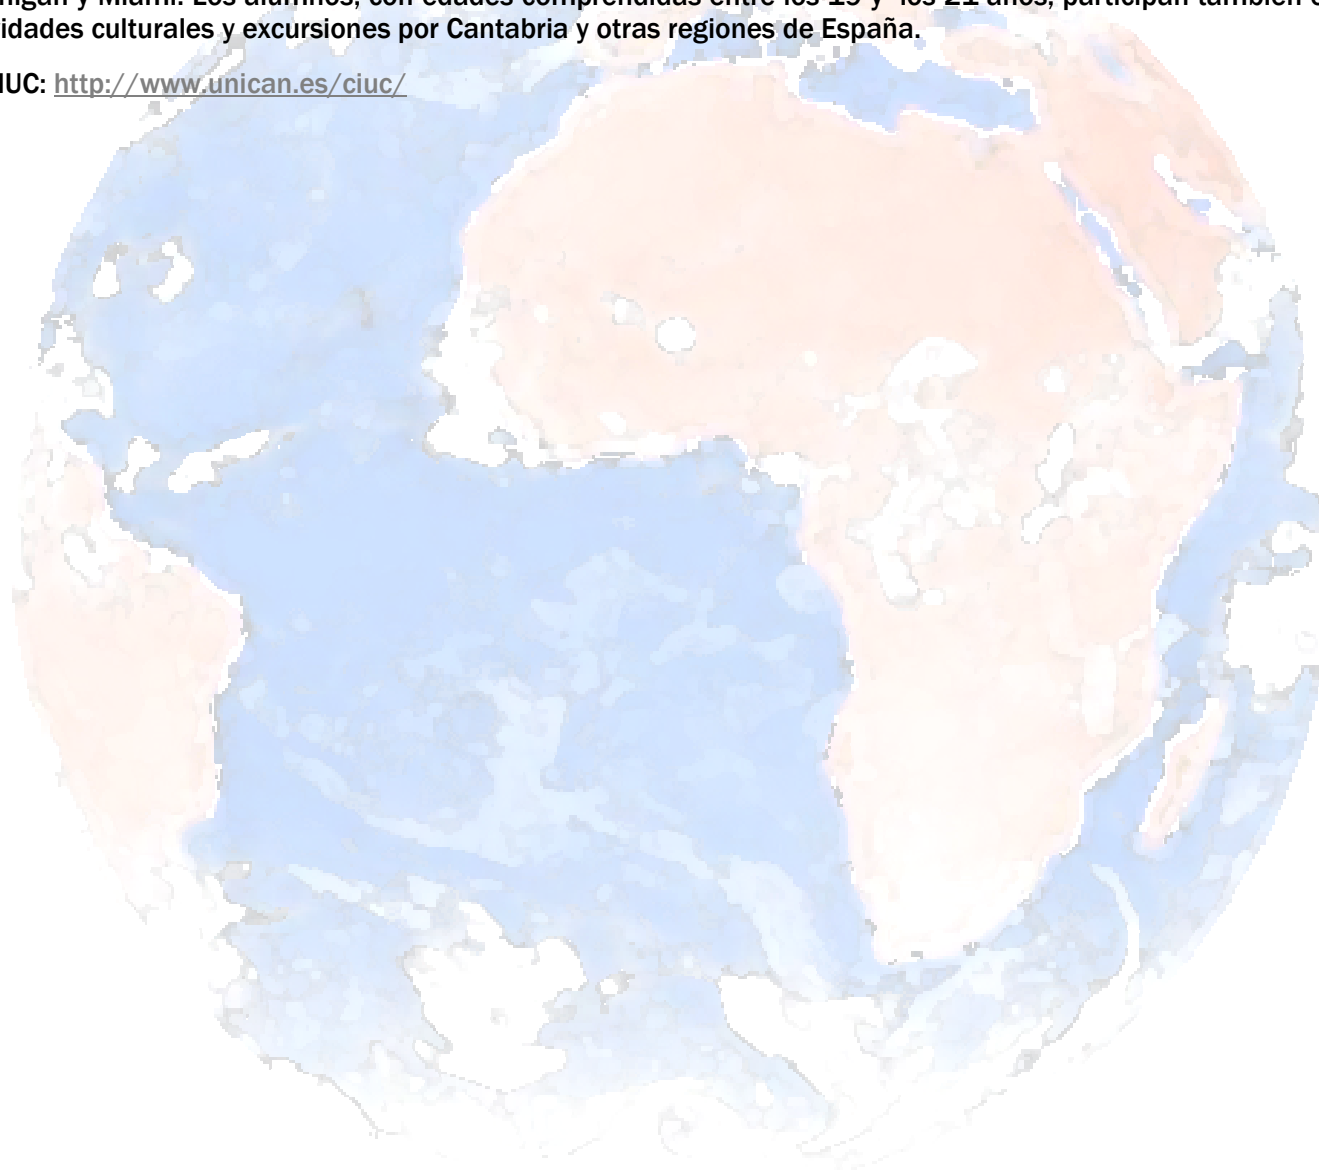 higan y Miami. Los alumnos, con edades comprendidas entre los 19 y los 21 años, participan también e
idades culturales y excursiones por Cantabria y otras regiones de España.
IUC: http://www.unican.es/ciuc/